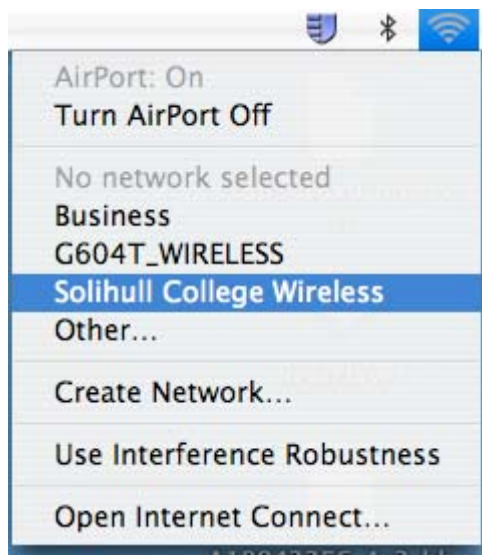 AirPort: On
Turn AirPort Off
No network selected
Business
G604T_WIRELESS
Solihull College Wireless
Other...
Create Network...
Use Interference Robustness
Open Internet Connect...